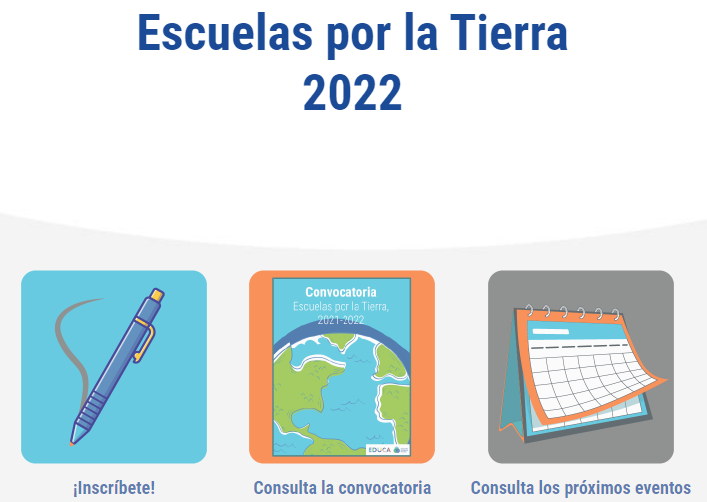 Escuelas por la Tierra
2022
Convocatoria
Escuelas por la Tierra,
2021-2022
EDUCA
¡Inscríbete!
Consulta la convocatoria
Consulta los próximos eventos